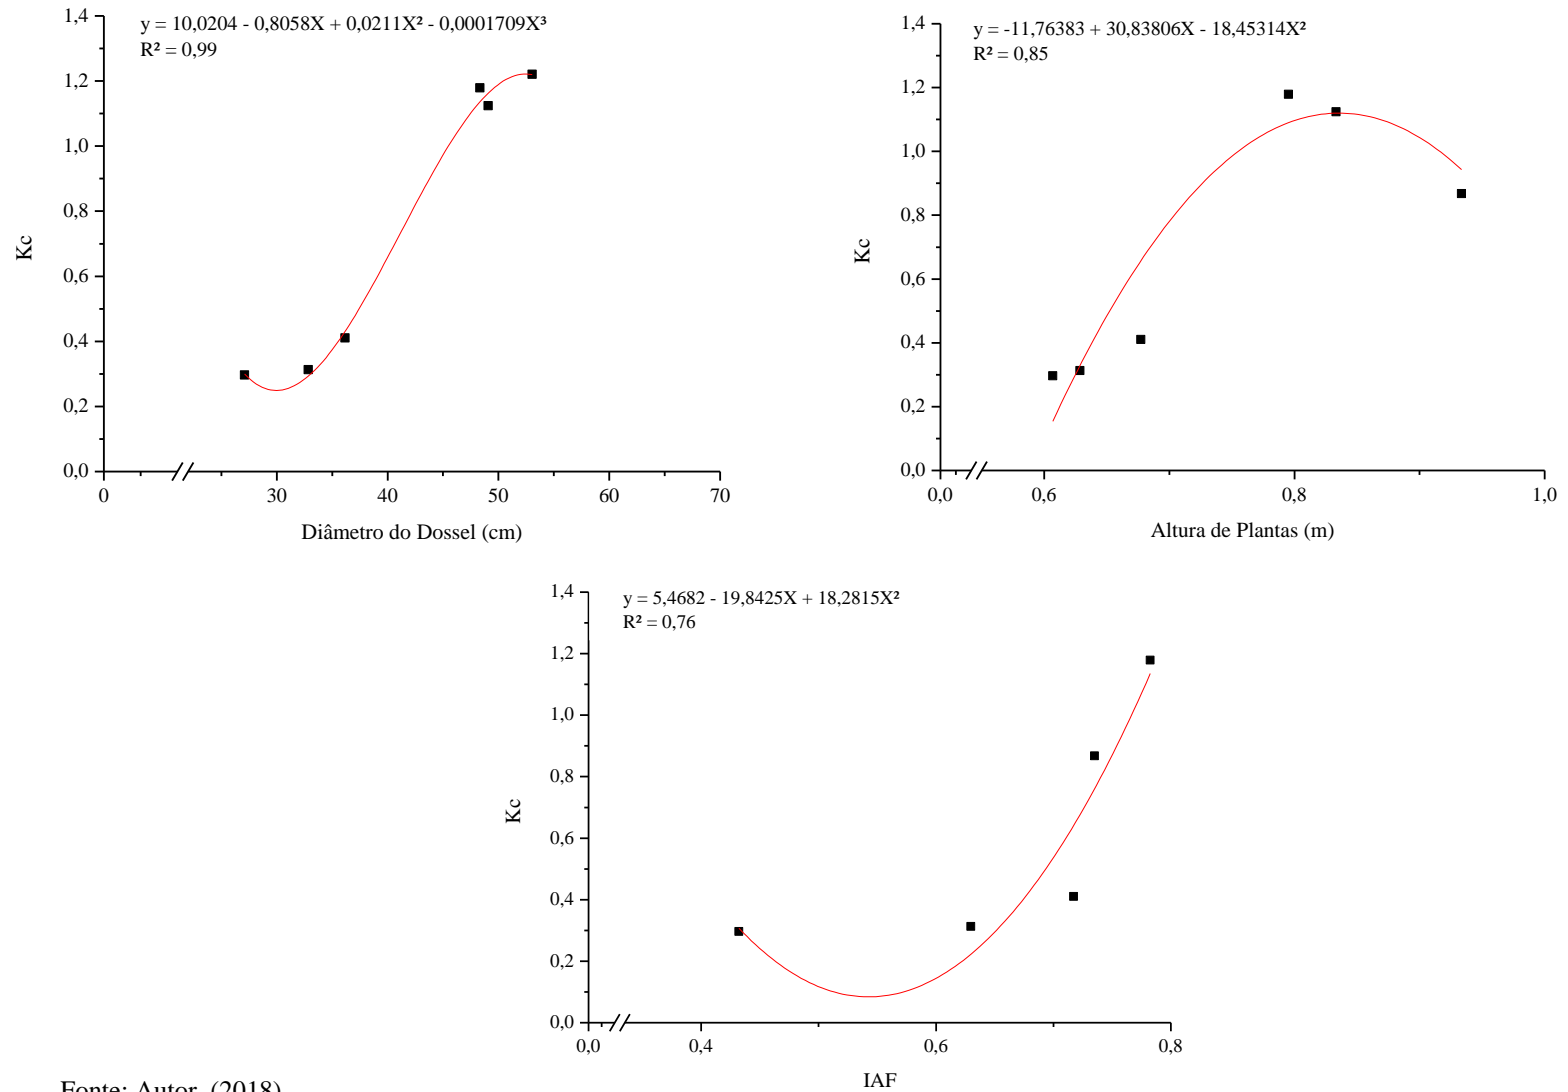 y = 10,0204 - 0,8058X + 0,0211X² - 0,0001709X³
R² = 0,99
1,4
1,2
1,0
0,8
0,6
0,4
0,2
0,0
Kc
0 30 40 50 60 70
Diâmetro do Dossel (cm)
y = -11,76383 + 30,83806X - 18,45314X²
R² = 0,85
1,4
1,2
1,0
0,8
0,6
0,4
0,2
0,0
Kc
0,0 0,6 0,8 1,0
Altura de Plantas (m)
y = 5,4682 - 19,8425X + 18,2815X²
R² = 0,76
1,4
1,2
1,0
0,8
0,6
0,4
0,2
0,0
Kc
0,0 0,4 0,6 0,8
IAF
Fonte: Autor, (2018)